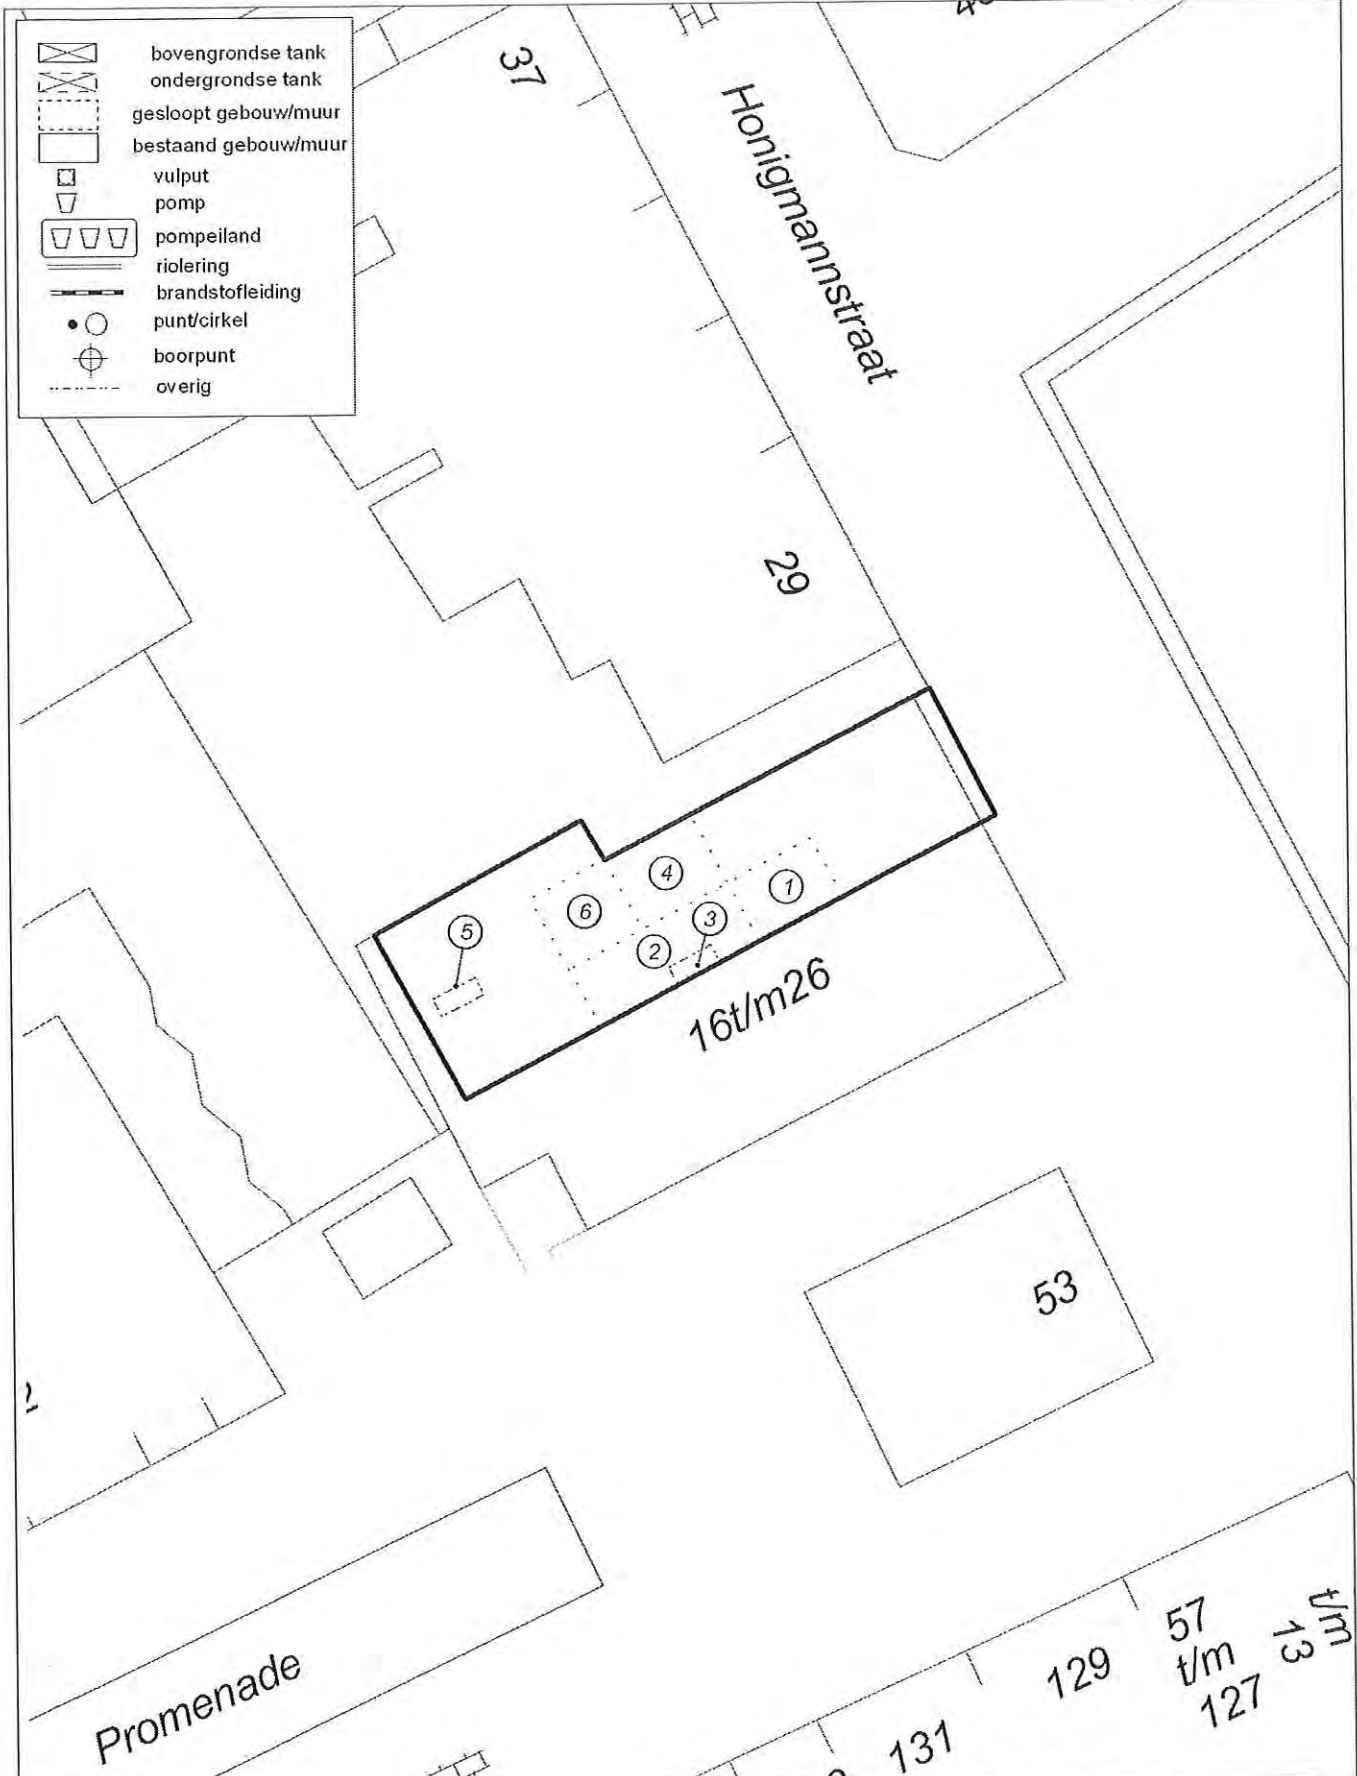 bovengrondse tank
ondergrondse tank
gesloopt gebouw/muur
bestaand gebouw/muur
vulput
pomp
pompeiland
riolering
brandstofleiding
punt/cirkel
boorpunt
overig
37
Honigmannstraat
29
4
1
6
3
5
2
16t/m26
53
Promenade
57
t/m
127
t/m
13
129
131